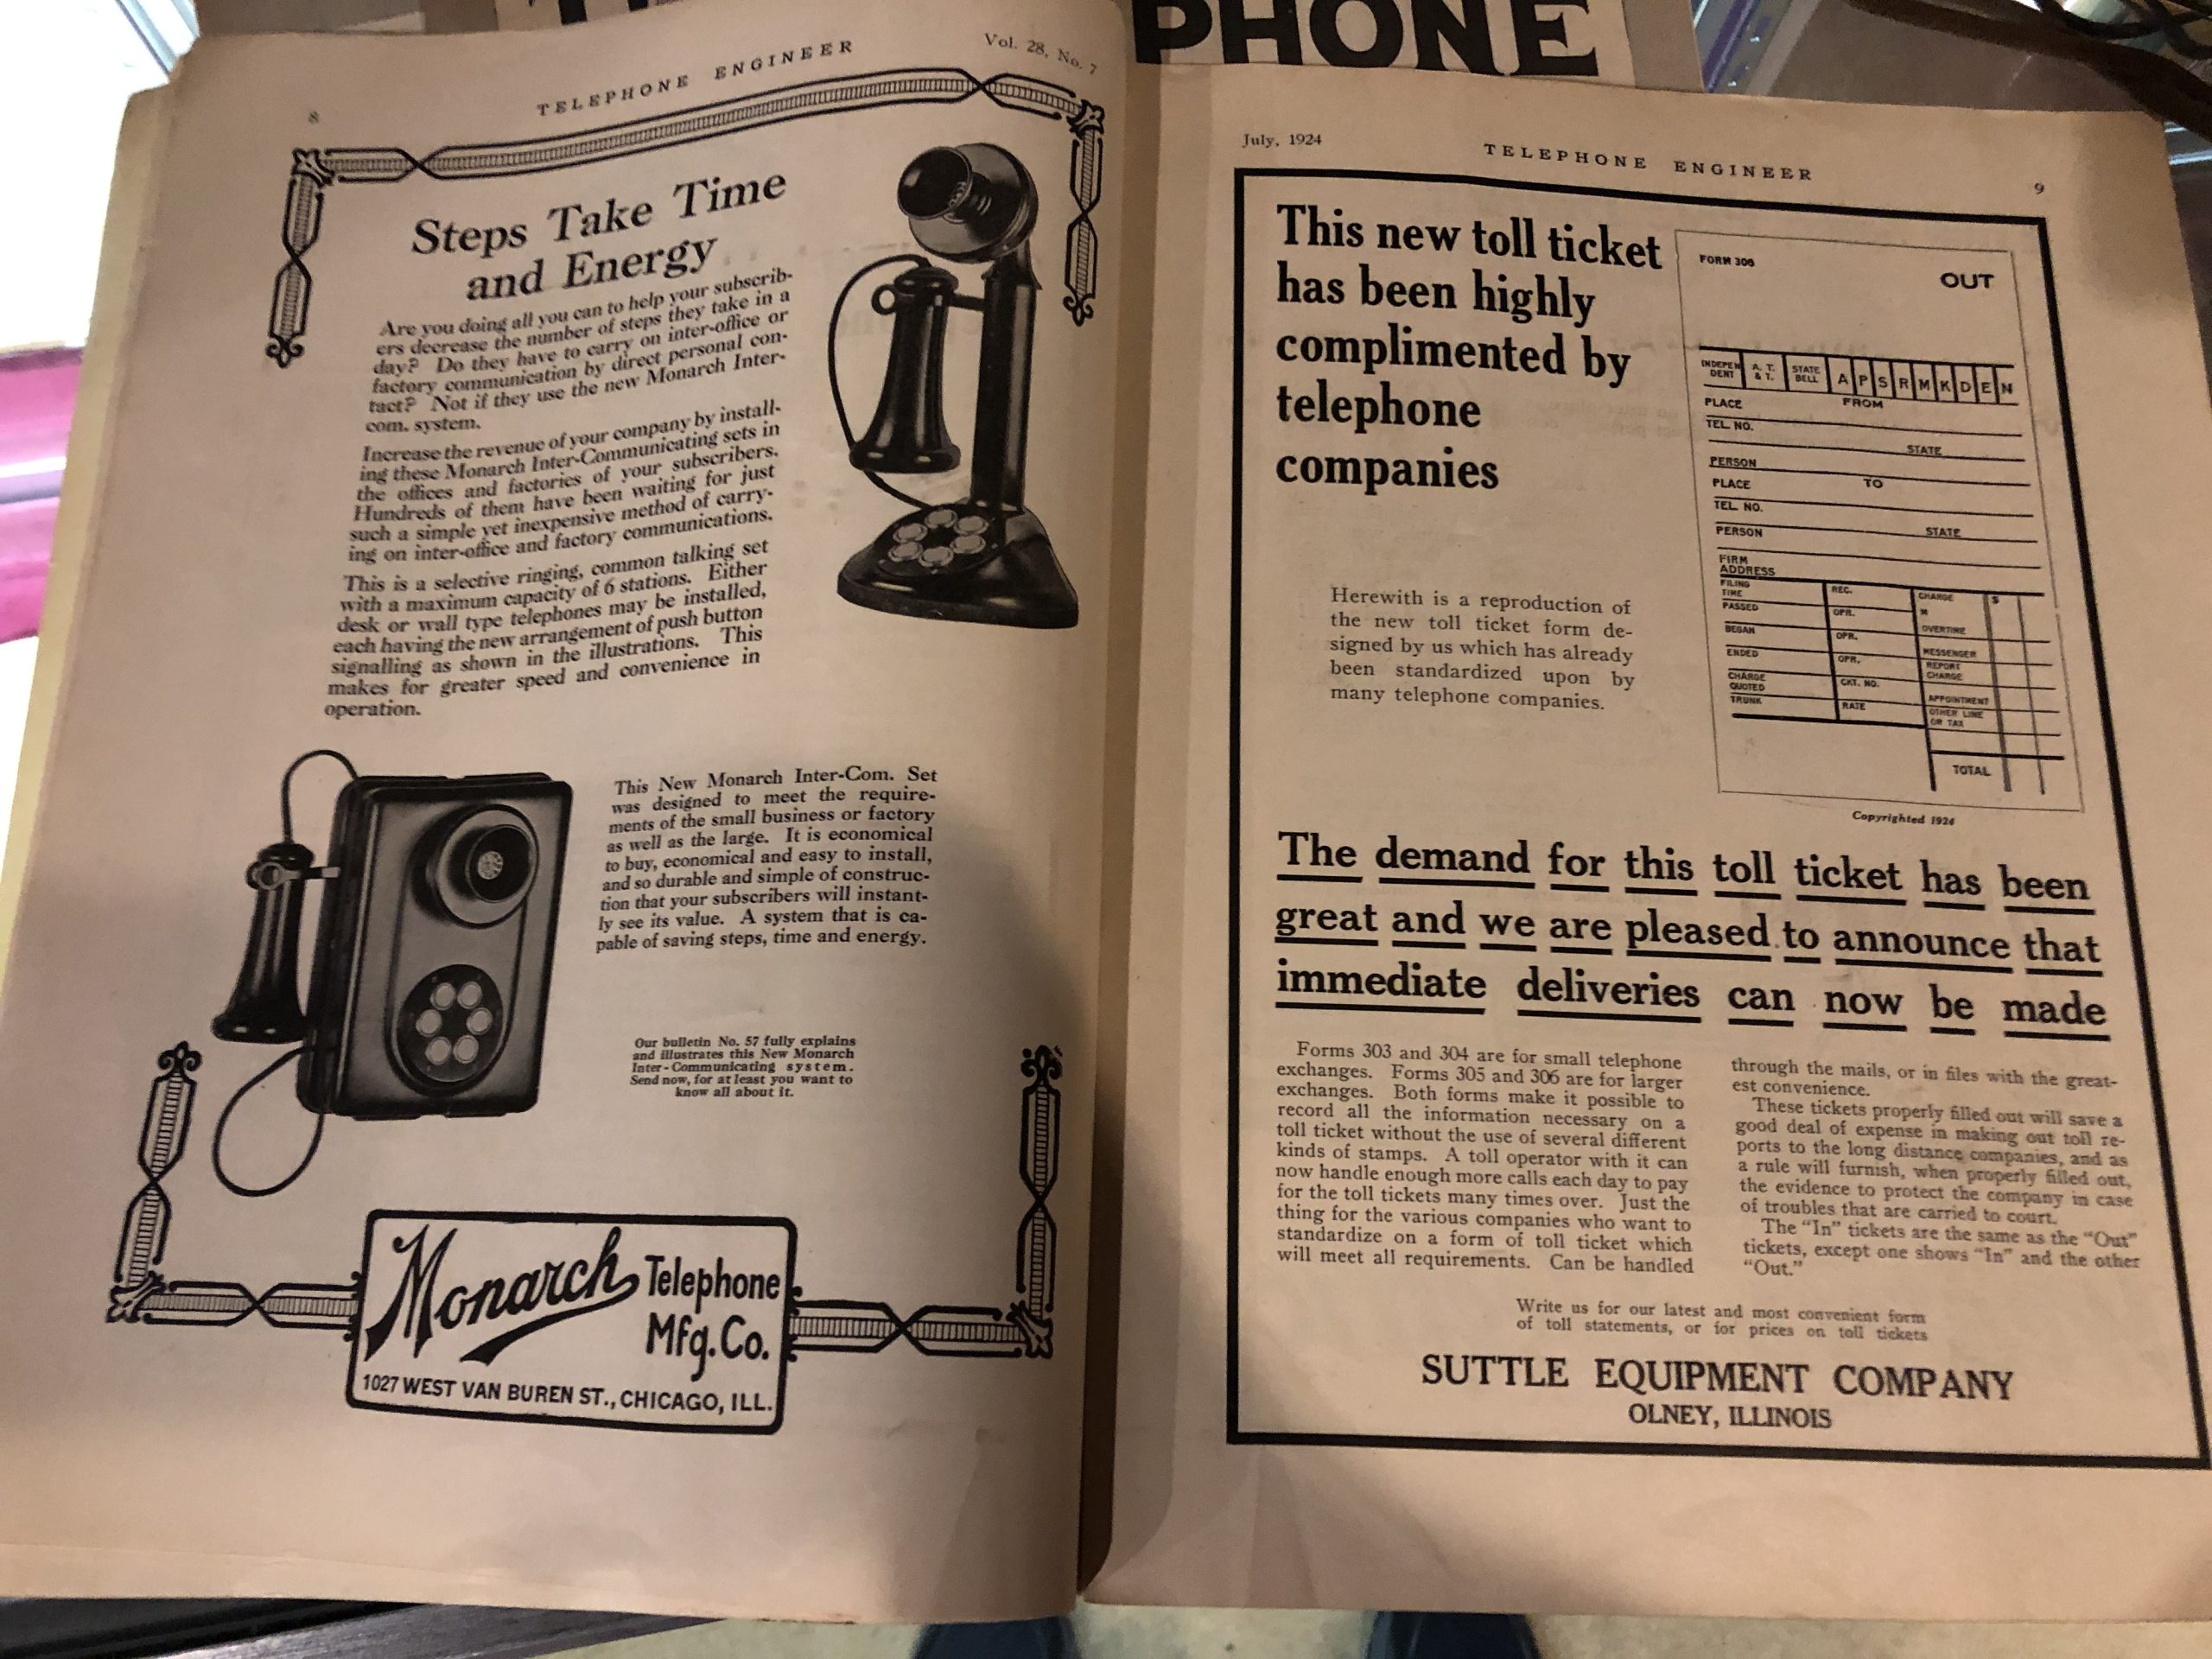 PHONE
8
TELEPHONE ENGINEER
Vol. 28, No. 7
Steps Take Time
and Energy
Are you doing all you can to help your subscrib-
ers decrease the number of steps they take in a
day? Do they have to carry on inter-office or
factory communication by direct personal con-
tact? Not if they use the new Monarch Inter-
com. system.
Increase the revenue of your company by install-
ing these Monarch Inter-Communicating sets in
the offices and factories of your subscribers.
Hundreds of them have been waiting for just
such a simple yet inexpensive method of carry-
ing on inter-office and factory communications.
This is a selective ringing, common talking set
with a maximum capacity of 6 stations. Either
desk or wall type telephones may be installed,
each having the new arrangement of push button
signalling as shown in the illustrations. This
makes for greater speed and convenience in
operation.
This New Monarch Inter-Com. Set
was designed to meet the require-
ments of the small business or factory
as well as the large. It is economical
to buy, economical and easy to install,
and so durable and simple of construc-
tion that your subscribers will instant-
ly see its value. A system that is ca-
pable of saving steps, time and energy.
Our bulletin No. 57 fully explains
and illustrates this New Monarch
Inter-Communicating system.
Send now, for at least you want to
know all about it.
Monarch Telephone
Mfg. Co.
1027 WEST VAN BUREN ST., CHICAGO, ILL.
July, 1924
TELEPHONE ENGINEER
9
This new toll ticket
has been highly
complimented by
telephone
companies
Herewith is a reproduction of
the new toll ticket form de-
signed by us which has already
been standardized upon by
many telephone companies.
FORM 306
OUT
INDEPEN
DENT
A. T.
& T.
STATE
BELL
A P S R M K D E N
PLACE FROM
TEL. NO.
STATE
PERSON
PLACE TO
TEL. NO.
PERSON STATE
FIRM
ADDRESS
FILING
TIME REC. CHARGE $
PASSED OPR. M
BEGAN OPR. OVERTIME
ENDED OPR. MESSENGER
REPORT
CHARGE
CHARGE
QUOTED CKT. NO. APPOINTMENT
TRUNK RATE OTHER LINE
OR TAX
TOTAL
Copyrighted 1924
The demand for this toll ticket has been
great and we are pleased to announce that
immediate deliveries can now be made
Forms 303 and 304 are for small telephone
exchanges. Forms 305 and 306 are for larger
exchanges. Both forms make it possible to
record all the information necessary on a
toll ticket without the use of several different
kinds of stamps. A toll operator with it can
now handle enough more calls each day to pay
for the toll tickets many times over. Just the
thing for the various companies who want to
standardize on a form of toll ticket which
will meet all requirements. Can be handled
through the mails, or in files with the great-
est convenience.
These tickets properly filled out will save a
good deal of expense in making out toll re-
ports to the long distance companies, and as
a rule will furnish, when properly filled out,
the evidence to protect the company in case
of troubles that are carried to court.
The "In" tickets are the same as the "Out"
tickets, except one shows "In" and the other
"Out."
Write us for our latest and most convenient form
of toll statements, or for prices on toll tickets
SUTTLE EQUIPMENT COMPANY
OLNEY, ILLINOIS